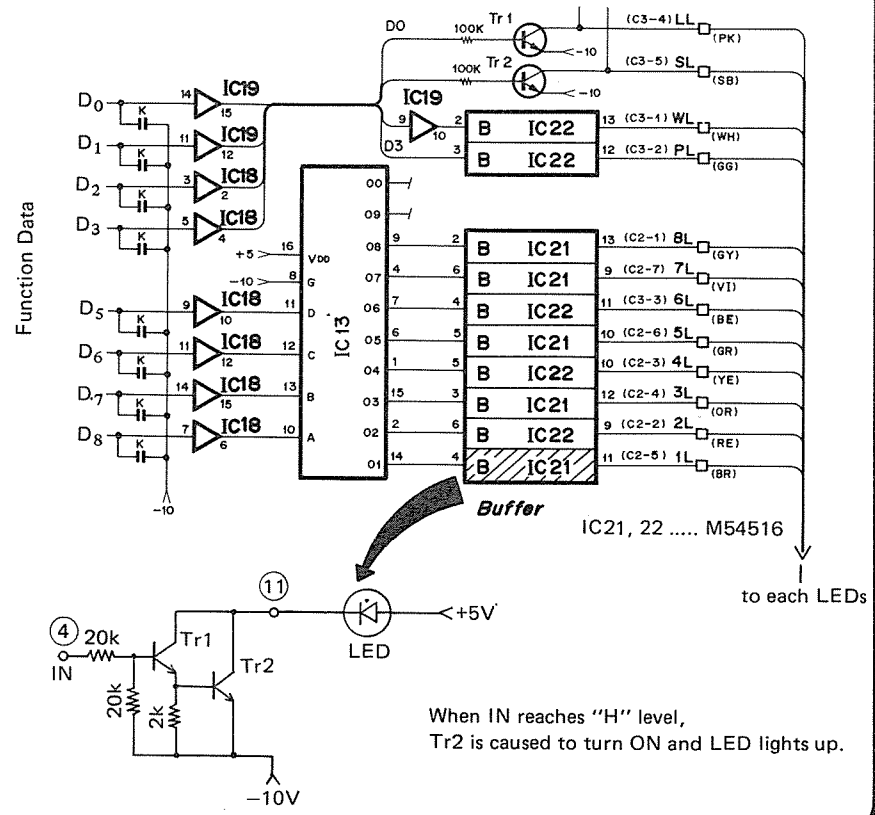 D0
100K
Tr 1
-10
(C3-4) LL
(PK)
100K
Tr 2
-10
(C3-5) SL
(SB)
Function Data
D0
K
14
IC19
15
D1
K
11
IC19
12
D2
K
3
IC18
2
D3
K
5
IC18
4
IC19
9
10
D3
2
B
IC22
13
(C3-1) WL
(WH)
3
B
IC22
12
(C3-2) PL
(GG)
+5
16
VDD
-10
8
G
D5
K
9
IC18
10
11
D
D6
K
11
IC18
12
12
C
D7
K
14
IC18
15
13
B
D8
K
7
IC18
6
10
A
-10
IC13
00
09
08
9
2
B
IC21
13
(C2-1) 8L
(GY)
07
4
6
B
IC21
9
(C2-7) 7L
(VI)
06
7
4
B
IC22
11
(C3-3) 6L
(BE)
05
6
5
B
IC21
10
(C2-6) 5L
(GR)
04
1
5
B
IC22
10
(C2-3) 4L
(YE)
03
15
3
B
IC21
12
(C2-4) 3L
(OR)
02
2
6
B
IC22
9
(C2-2) 2L
(RE)
01
14
4
B
IC21
11
(C2-5) 1L
(BR)
Buffer
IC21, 22 ..... M54516
to each LEDs
4
IN
20k
20k
Tr1
2k
Tr2
11
LED
+5V
-10V
When IN reaches "H" level,
Tr2 is caused to turn ON and LED lights up.